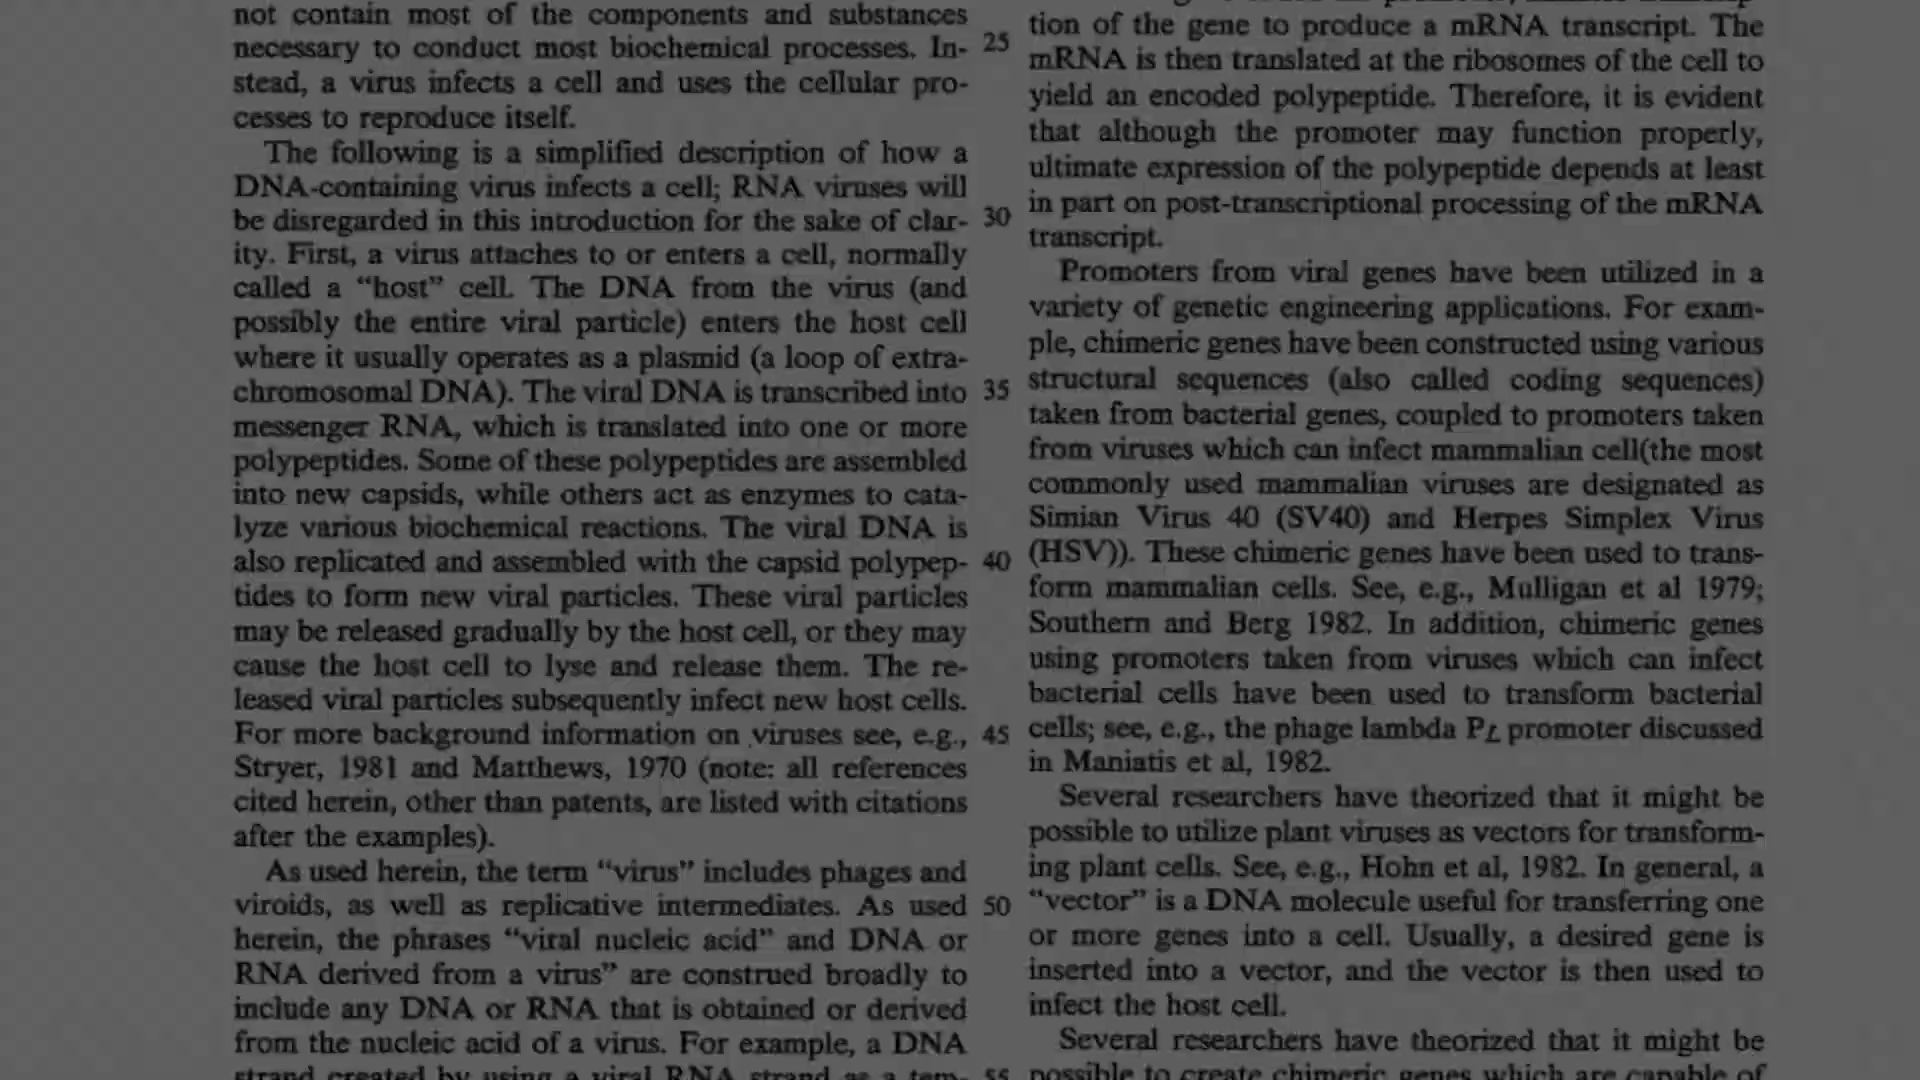 not contain most of the components and substances
necessary to conduct most biochemical processes. In-
stead, a virus infects a cell and uses the cellular pro-
cesses to reproduce itself.
The following is a simplified description of how a
DNA-containing virus infects a cell; RNA viruses will
be disregarded in this introduction for the sake of clar-
ity. First, a virus attaches to or enters a cell, normally
called a “host” cell. The DNA from the virus (and
possibly the entire viral particle) enters the host cell
where it usually operates as a plasmid (a loop of extra-
chromosomal DNA). The viral DNA is transcribed into
messenger RNA, which is translated into one or more
polypeptides. Some of these polypeptides are assembled
into new capsids, while others act as enzymes to cata-
lyze various biochemical reactions. The viral DNA is
also replicated and assembled with the capsid polypep-
tides to form new viral particles. These viral particles
may be released gradually by the host cell, or they may
cause the host cell to lyse and release them. The re-
leased viral particles subsequently infect new host cells.
For more background information on viruses see, e.g.,
Stryer, 1981 and Matthews, 1970 (note: all references
cited herein, other than patents, are listed with citations
after the examples).
As used herein, the term “virus” includes phages and
viroids, as well as replicative intermediates. As used
herein, the phrases “viral nucleic acid” and DNA or
RNA derived from a virus” are construed broadly to
include any DNA or RNA that is obtained or derived
from the nucleic acid of a virus. For example, a DNA
strand created by using a viral RNA strand as a tem-
25
30
35
40
45
50
55
tion of the gene to produce a mRNA transcript. The
mRNA is then translated at the ribosomes of the cell to
yield an encoded polypeptide. Therefore, it is evident
that although the promoter may function properly,
ultimate expression of the polypeptide depends at least
in part on post-transcriptional processing of the mRNA
transcript.
Promoters from viral genes have been utilized in a
variety of genetic engineering applications. For exam-
ple, chimeric genes have been constructed using various
structural sequences (also called coding sequences)
taken from bacterial genes, coupled to promoters taken
from viruses which can infect mammalian cell(the most
commonly used mammalian viruses are designated as
Simian Virus 40 (SV40) and Herpes Simplex Virus
(HSV)). These chimeric genes have been used to trans-
form mammalian cells. See, e.g., Mulligan et al 1979;
Southern and Berg 1982. In addition, chimeric genes
using promoters taken from viruses which can infect
bacterial cells have been used to transform bacterial
cells; see, e.g., the phage lambda PL promoter discussed
in Maniatis et al, 1982.
Several researchers have theorized that it might be
possible to utilize plant viruses as vectors for transform-
ing plant cells. See, e.g., Hohn et al, 1982. In general, a
“vector” is a DNA molecule useful for transferring one
or more genes into a cell. Usually, a desired gene is
inserted into a vector, and the vector is then used to
infect the host cell.
Several researchers have theorized that it might be
possible to create chimeric genes which are capable of